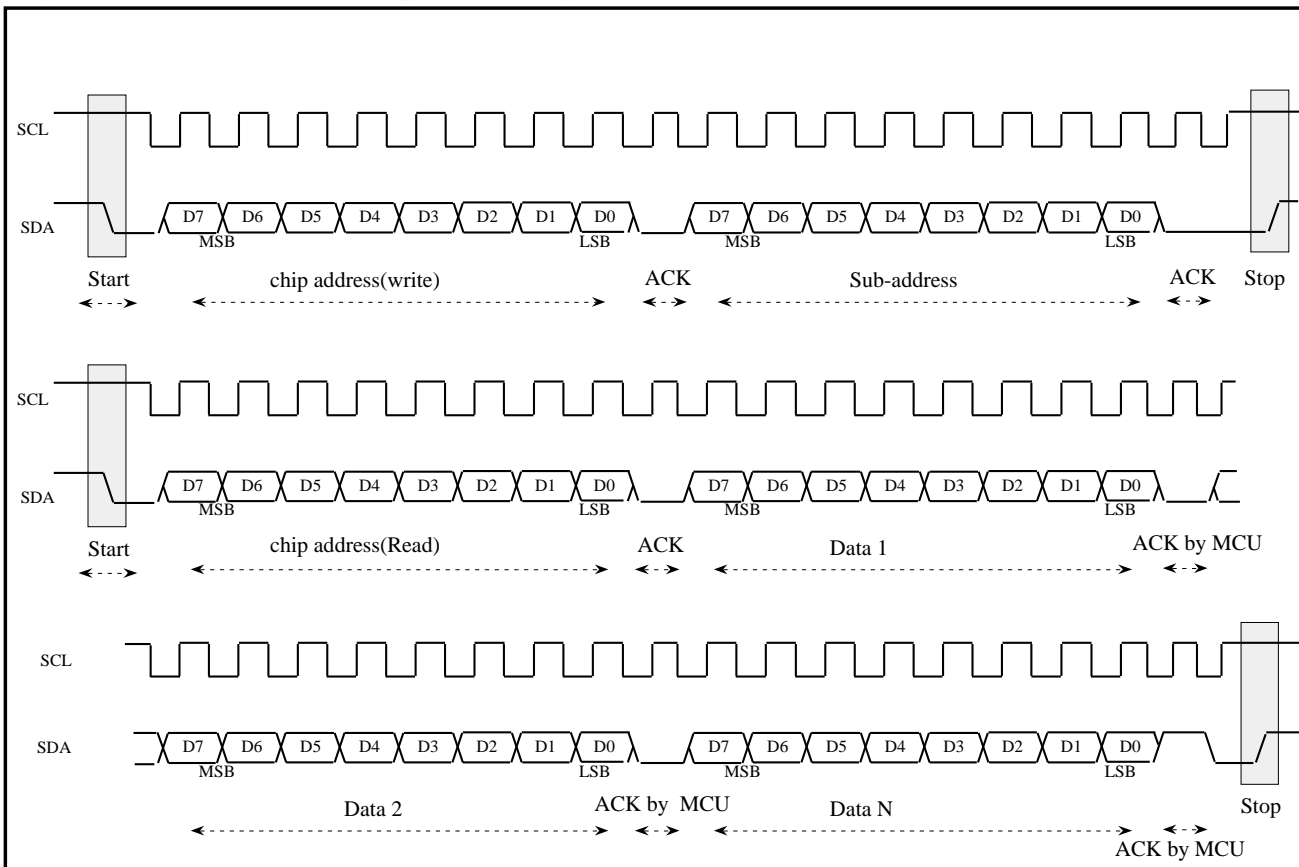 SCL
SDA D7 D6 D5 D4 D3 D2 D1 D0 D7 D6 D5 D4 D3 D2 D1 D0
MSB LSB MSB LSB
Start chip address(write) ACK Sub-address ACK Stop
SCL
SDA D7 D6 D5 D4 D3 D2 D1 D0 D7 D6 D5 D4 D3 D2 D1 D0
MSB LSB MSB LSB
Start chip address(Read) ACK Data 1 ACK by MCU
SCL
SDA D7 D6 D5 D4 D3 D2 D1 D0 D7 D6 D5 D4 D3 D2 D1 D0
MSB LSB MSB LSB
Data 2 ACK by MCU Data N Stop
ACK by MCU